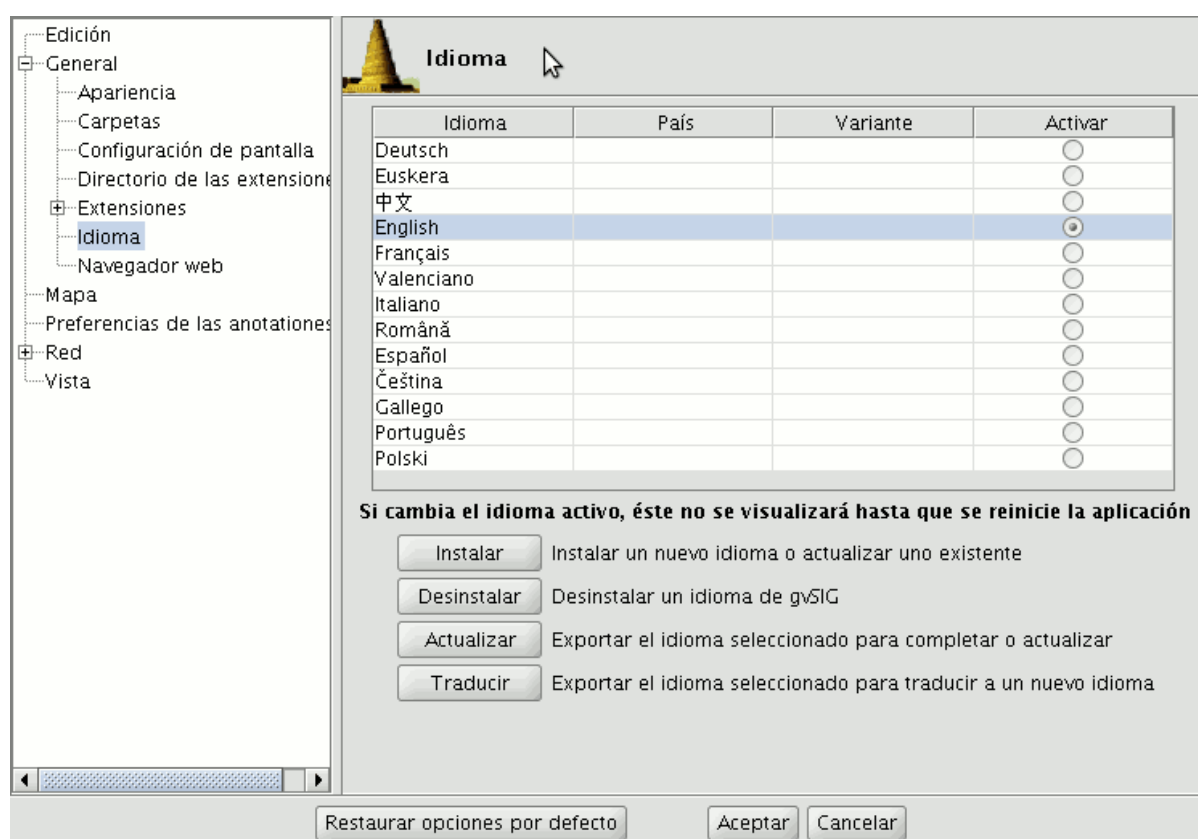 Edición
General
Apariencia
Carpetas
Configuración de pantalla
Directorio de las extensione
Extensiones
Idioma
Navegador web
Mapa
Preferencias de las anotationes
Red
Vista
Idioma
Idioma País Variante Activar
Deutsch
Euskera
中文
English
Français
Valenciano
Italiano
Română
Español
Čeština
Gallego
Português
Polski
Si cambia el idioma activo, éste no se visualizará hasta que se reinicie la aplicación
Instalar Instalar un nuevo idioma o actualizar uno existente
Desinstalar Desinstalar un idioma de gvSIG
Actualizar Exportar el idioma seleccionado para completar o actualizar
Traducir Exportar el idioma seleccionado para traducir a un nuevo idioma
Restaurar opciones por defecto Aceptar Cancelar